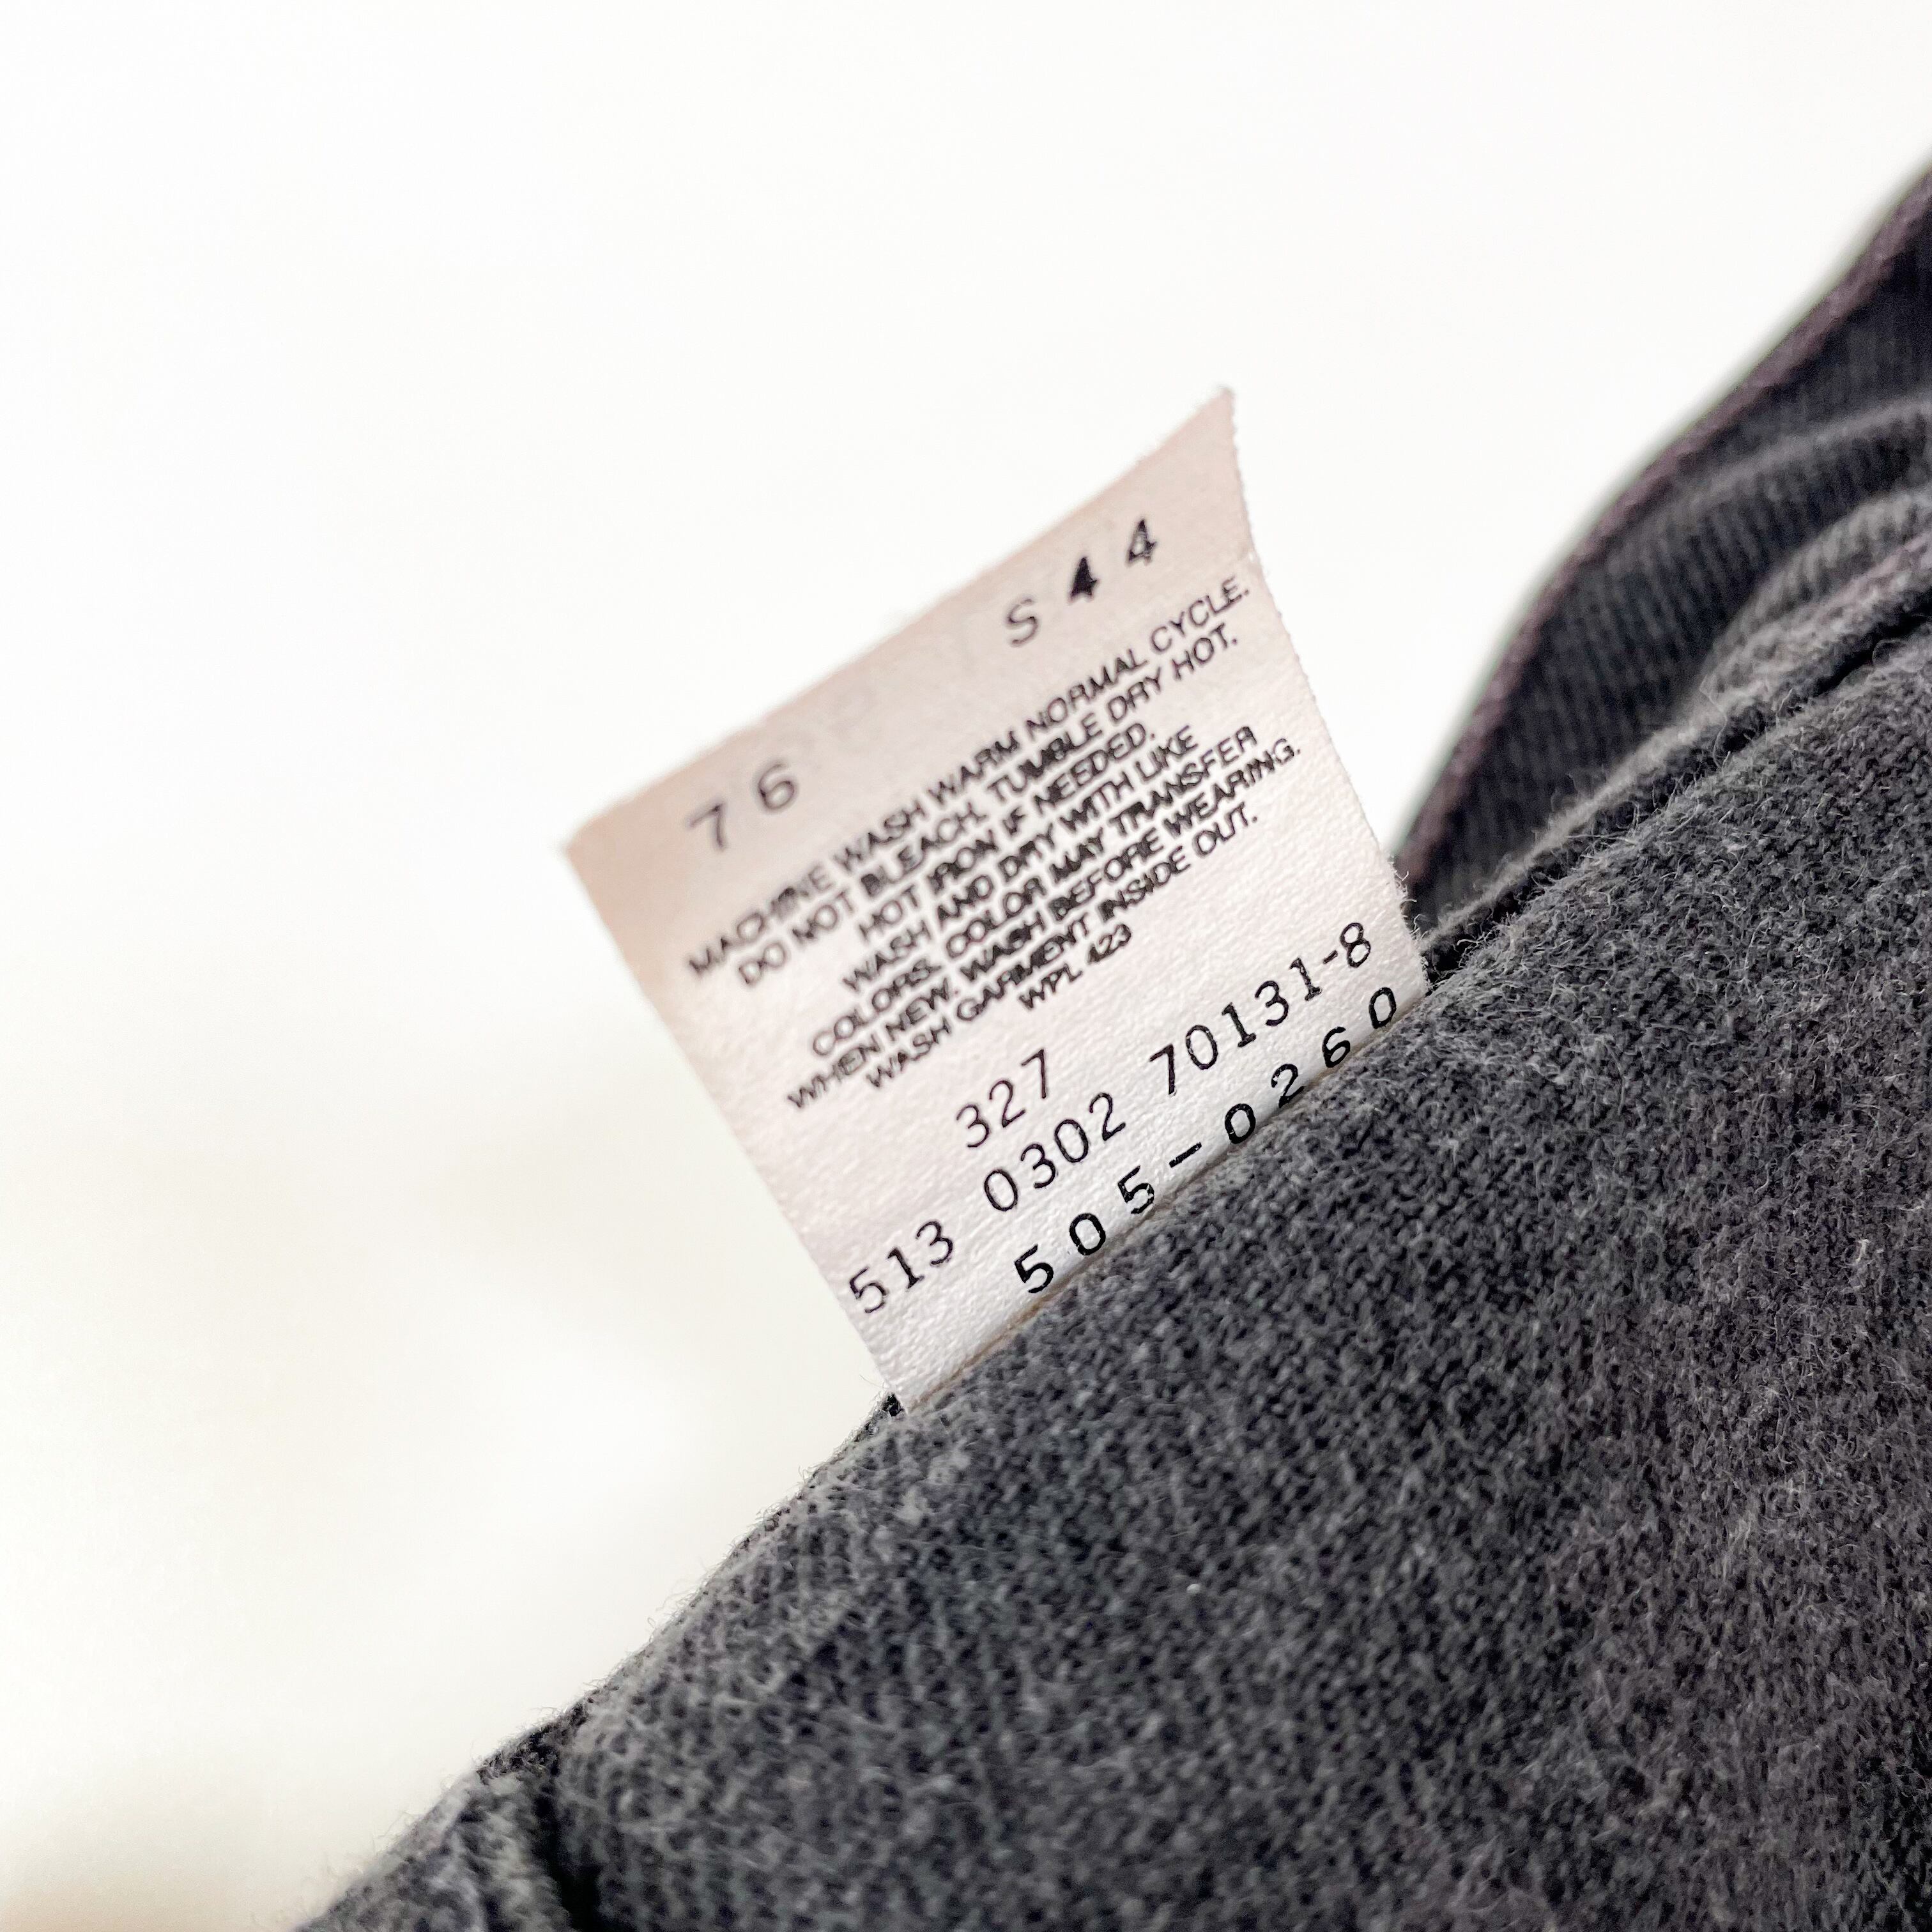 76 S44
MACHINE WASH WARM NORMAL CYCLE.
DO NOT BLEACH, TUMBLE DRY HOT.
HOT IRON IF NEEDED.
WASH AND DRY WITH LIKE
COLORS. COLOR MAY TRANSFER
WHEN NEW. WASH BEFORE WEARING.
WASH GARMENT INSIDE OUT.
WPL 423
327
513 0302 70131-8
505-0260